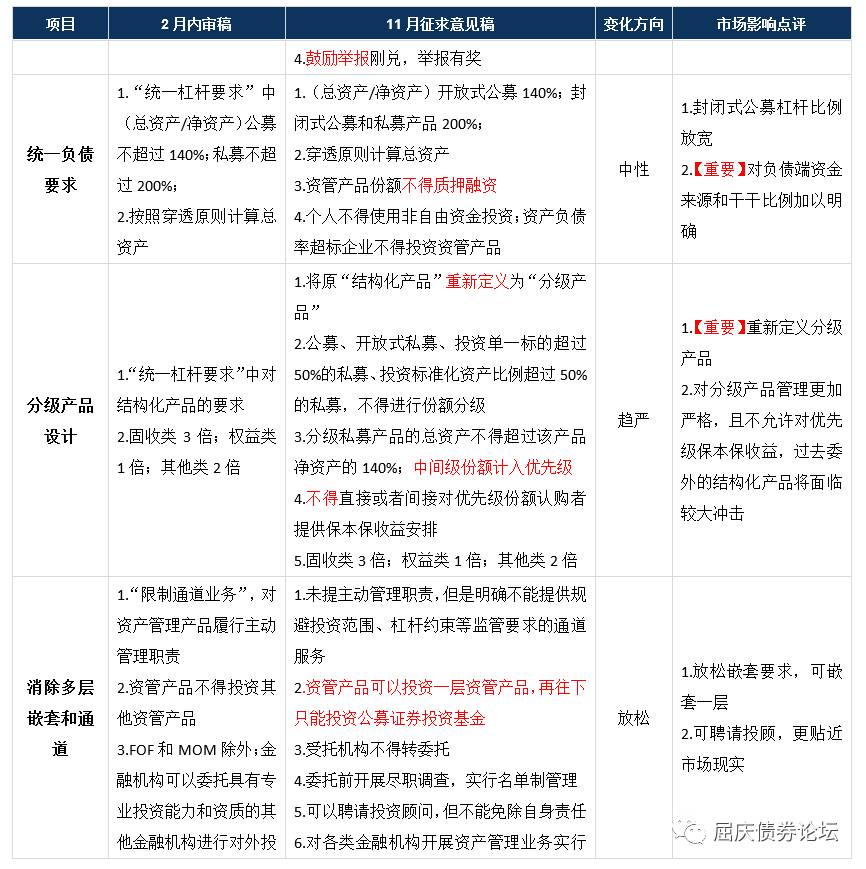 项目
2月内审稿
11月征求意见稿
变化方向
市场影响点评
4.鼓励举报刚兑，举报有奖
统一负债
要求
1.“统一杠杆要求”中
（总资产/净资产）公募
不超过140%；私募不超
过200%；
2.按照穿透原则计算总
资产
1.（总资产/净资产）开放式公募140%；封
闭式公募和私募产品200%；
2.穿透原则计算总资产
3.资管产品份额不得质押融资
4.个人不得使用非自由资金投资；资产负债
率超标企业不得投资资管产品
中性
1.封闭式公募杠杆比例
放宽
2.【重要】对负债端资金
来源和干干比例加以明
确
分级产品
设计
1.“统一杠杆要求”中对
结构化产品的要求
2.固收类3倍；权益类
1倍；其他类2倍
1.将原“结构化产品”重新定义为“分级产
品”
2.公募、开放式私募、投资单一标的超过
50%的私募、投资标准化资产比例超过50%
的私募，不得进行份额分级
3.分级私募产品的总资产不得超过该产品
净资产的140%；中间级份额计入优先级
4.不得直接或者间接对优先级份额认购者
提供保本保收益安排
5.固收类3倍；权益类1倍；其他类2倍
趋严
1.【重要】重新定义分级
产品
2.对分级产品管理更加
严格，且不允许对优先
级保本保收益，过去委
外的结构化产品将面临
较大冲击
消除多层
嵌套和通
道
1.“限制通道业务”，对
资产管理产品履行主动
管理职责
2.资管产品不得投资其
他资管产品
3.FOF和MOM除外；金
融机构可以委托具有专
业投资能力和资质的其
他金融机构进行对外投
1.未提主动管理职责，但是明确不能提供规
避投资范围、杠杆约束等监管要求的通道
服务
2.资管产品可以投资一层资管产品，再往下
只能投资公募证券投资基金
3.受托机构不得转委托
4.委托前开展尽职调查，实行名单制管理
5.可以聘请投资顾问，但不能免除自身责任
6.对各类金融机构开展资产管理业务实行
放松
1.放松嵌套要求，可嵌
套一层
2.可聘请投顾，更贴近
市场现实
屈庆债券论坛